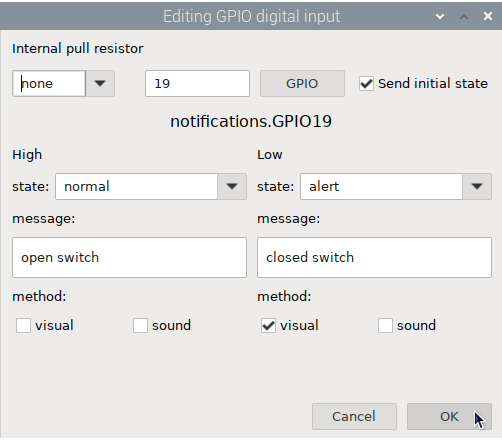 Editing GPIO digital input
Internal pull resistor
none 19 GPIO Send initial state
notifications.GPIO19
High Low
state: normal state: alert
message: message:
open switch closed switch
method: method:
visual sound visual sound
Cancel OK